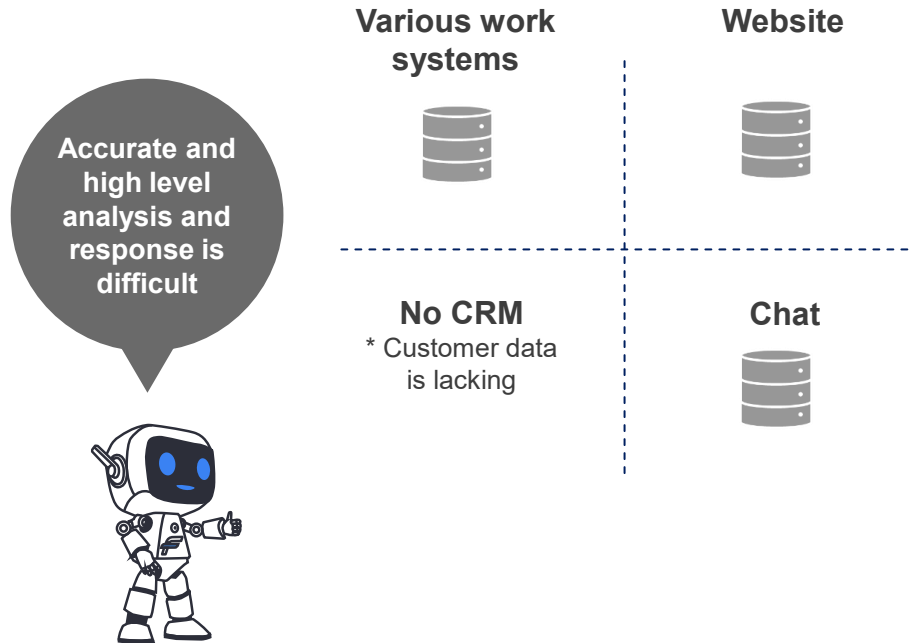 Various work
systems
Website
Accurate and
high level
analysis and
response is
difficult
No CRM
* Customer data
is lacking
Chat